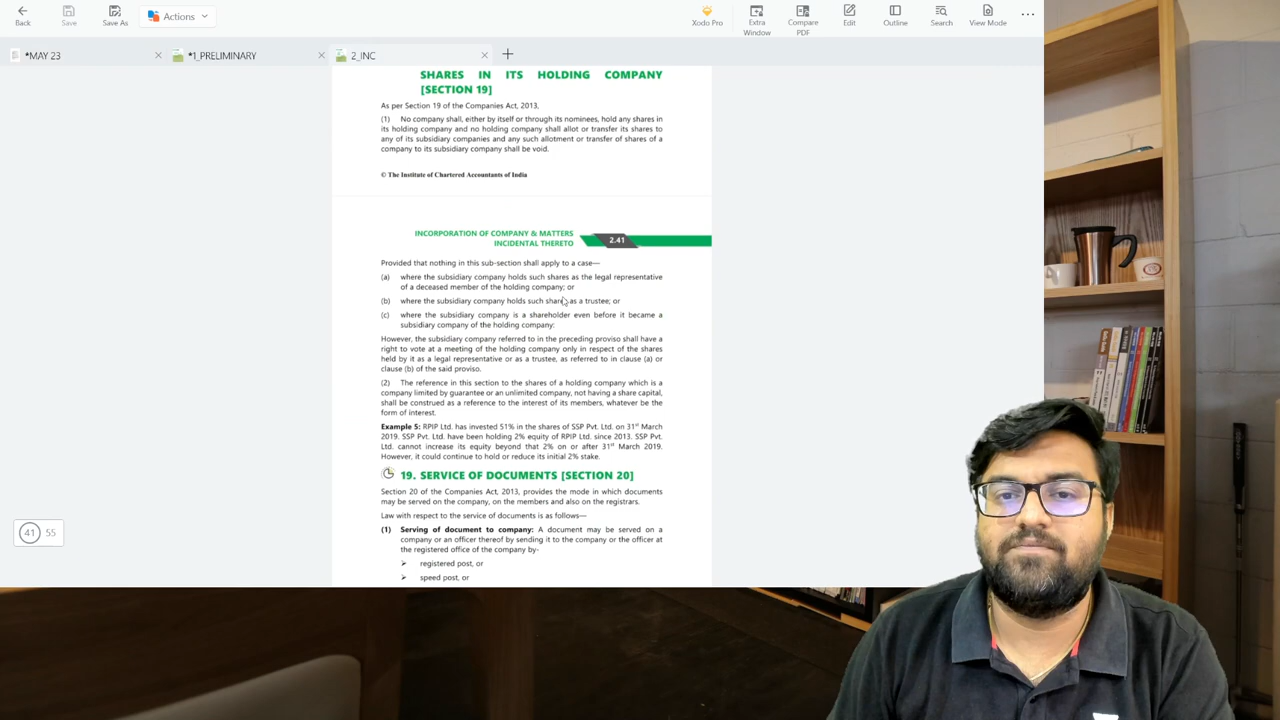 Back
Save
Save As
Actions
Xodo Pro
Extra Window
Compare PDF
Edit
Outline
Search
View Mode
*MAY 23
*1_PRELIMINARY
2_INC
SHARES IN ITS HOLDING COMPANY
[SECTION 19]
As per Section 19 of the Companies Act, 2013,
(1) No company shall, either by itself or through its nominees, hold any shares in
its holding company and no holding company shall allot or transfer its shares to
any of its subsidiary companies and any such allotment or transfer of shares of a
company to its subsidiary company shall be void.
© The Institute of Chartered Accountants of India
INCORPORATION OF COMPANY & MATTERS
INCIDENTAL THERETO
2.41
Provided that nothing in this sub-section shall apply to a case—
(a) where the subsidiary company holds such shares as the legal representative
of a deceased member of the holding company; or
(b) where the subsidiary company holds such shares as a trustee; or
(c) where the subsidiary company is a shareholder even before it became a
subsidiary company of the holding company:
However, the subsidiary company referred to in the preceding proviso shall have a
right to vote at a meeting of the holding company only in respect of the shares
held by it as a legal representative or as a trustee, as referred to in clause (a) or
clause (b) of the said proviso.
(2) The reference in this section to the shares of a holding company which is a
company limited by guarantee or an unlimited company, not having a share capital,
shall be construed as a reference to the interest of its members, whatever be the
form of interest.
Example 5: RPIP Ltd. has invested 51% in the shares of SSP Pvt. Ltd. on 31st March
2019. SSP Pvt. Ltd. have been holding 2% equity of RPIP Ltd. since 2013. SSP Pvt.
Ltd. cannot increase its equity beyond that 2% on or after 31st March 2019.
However, it could continue to hold or reduce its initial 2% stake.
19. SERVICE OF DOCUMENTS [SECTION 20]
Section 20 of the Companies Act, 2013, provides the mode in which documents
may be served on the company, on the members and also on the registrars.
Law with respect to the service of documents is as follows—
(1) Serving of document to company: A document may be served on a
company or an officer thereof by sending it to the company or the officer at
the registered office of the company by-
➢ registered post, or
➢ speed post, or
41 55